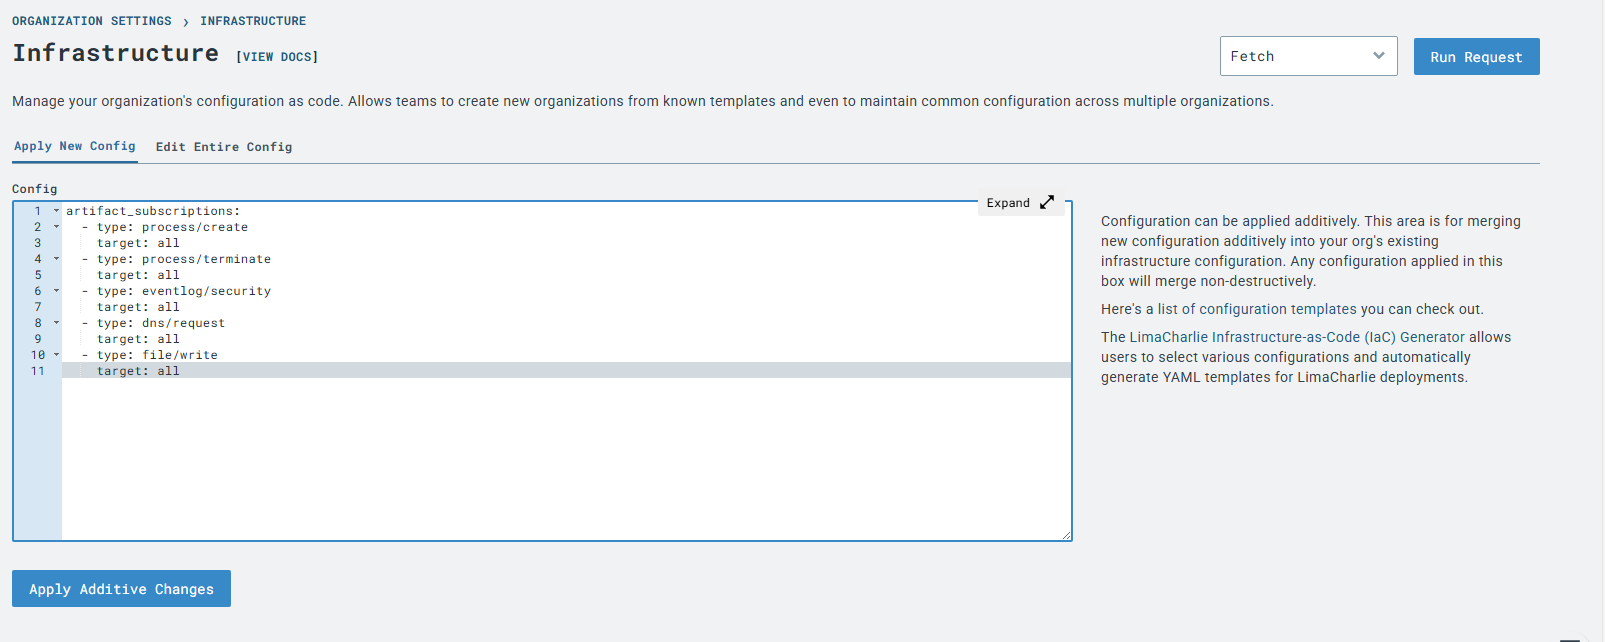 ORGANIZATION SETTINGS › INFRASTRUCTURE
Infrastructure [VIEW DOCS]
Fetch
Run Request
Manage your organization's configuration as code. Allows teams to create new organizations from known templates and even to maintain common configuration across multiple organizations.
Apply New Config Edit Entire Config
Config
Expand
1 artifact_subscriptions:
2 - type: process/create
3 target: all
4 - type: process/terminate
5 target: all
6 - type: eventlog/security
7 target: all
8 - type: dns/request
9 target: all
10 - type: file/write
11 target: all
Configuration can be applied additively. This area is for merging
new configuration additively into your org's existing
infrastructure configuration. Any configuration applied in this
box will merge non-destructively.
Here's a list of configuration templates you can check out.
The LimaCharlie Infrastructure-as-Code (IaC) Generator allows
users to select various configurations and automatically
generate YAML templates for LimaCharlie deployments.
Apply Additive Changes